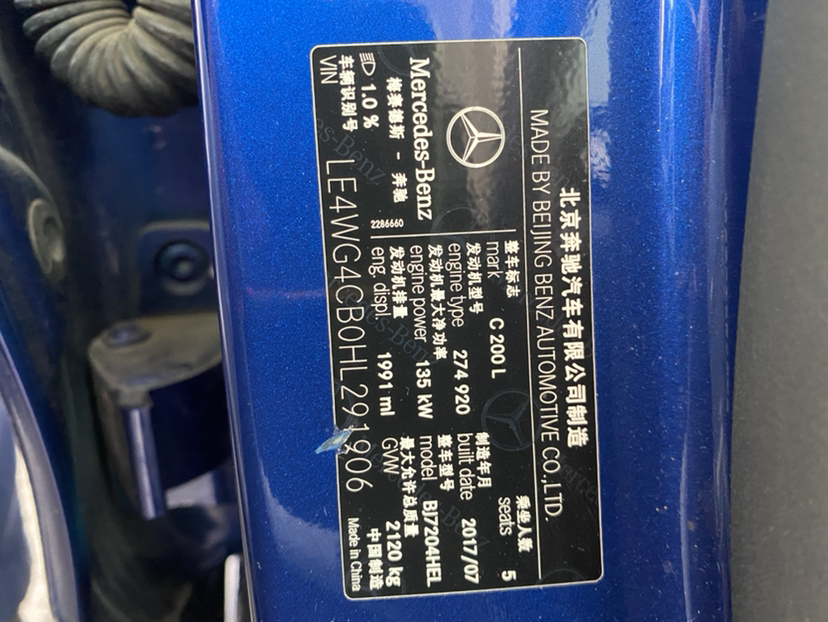 北京奔驰汽车有限公司制造
MADE BY BEIJING BENZ AUTOMOTIVE CO.,LTD.
整车标志
mark C 200 L
乘坐人数
seats 5
发动机型号
engine type 274 920
制造年月
built date 2017/07
Mercedes-Benz
发动机最大净功率
engine power 135 kW
整车型号
model BJ7204HEL
梅赛德斯 - 奔驰 2286660
发动机排量
eng. displ. 1991 ml
最大允许总质量
GVW 2120 kg
1.0 %
车辆识别号
VIN LE4WG4CB0HL291906
中国制造
Made in China